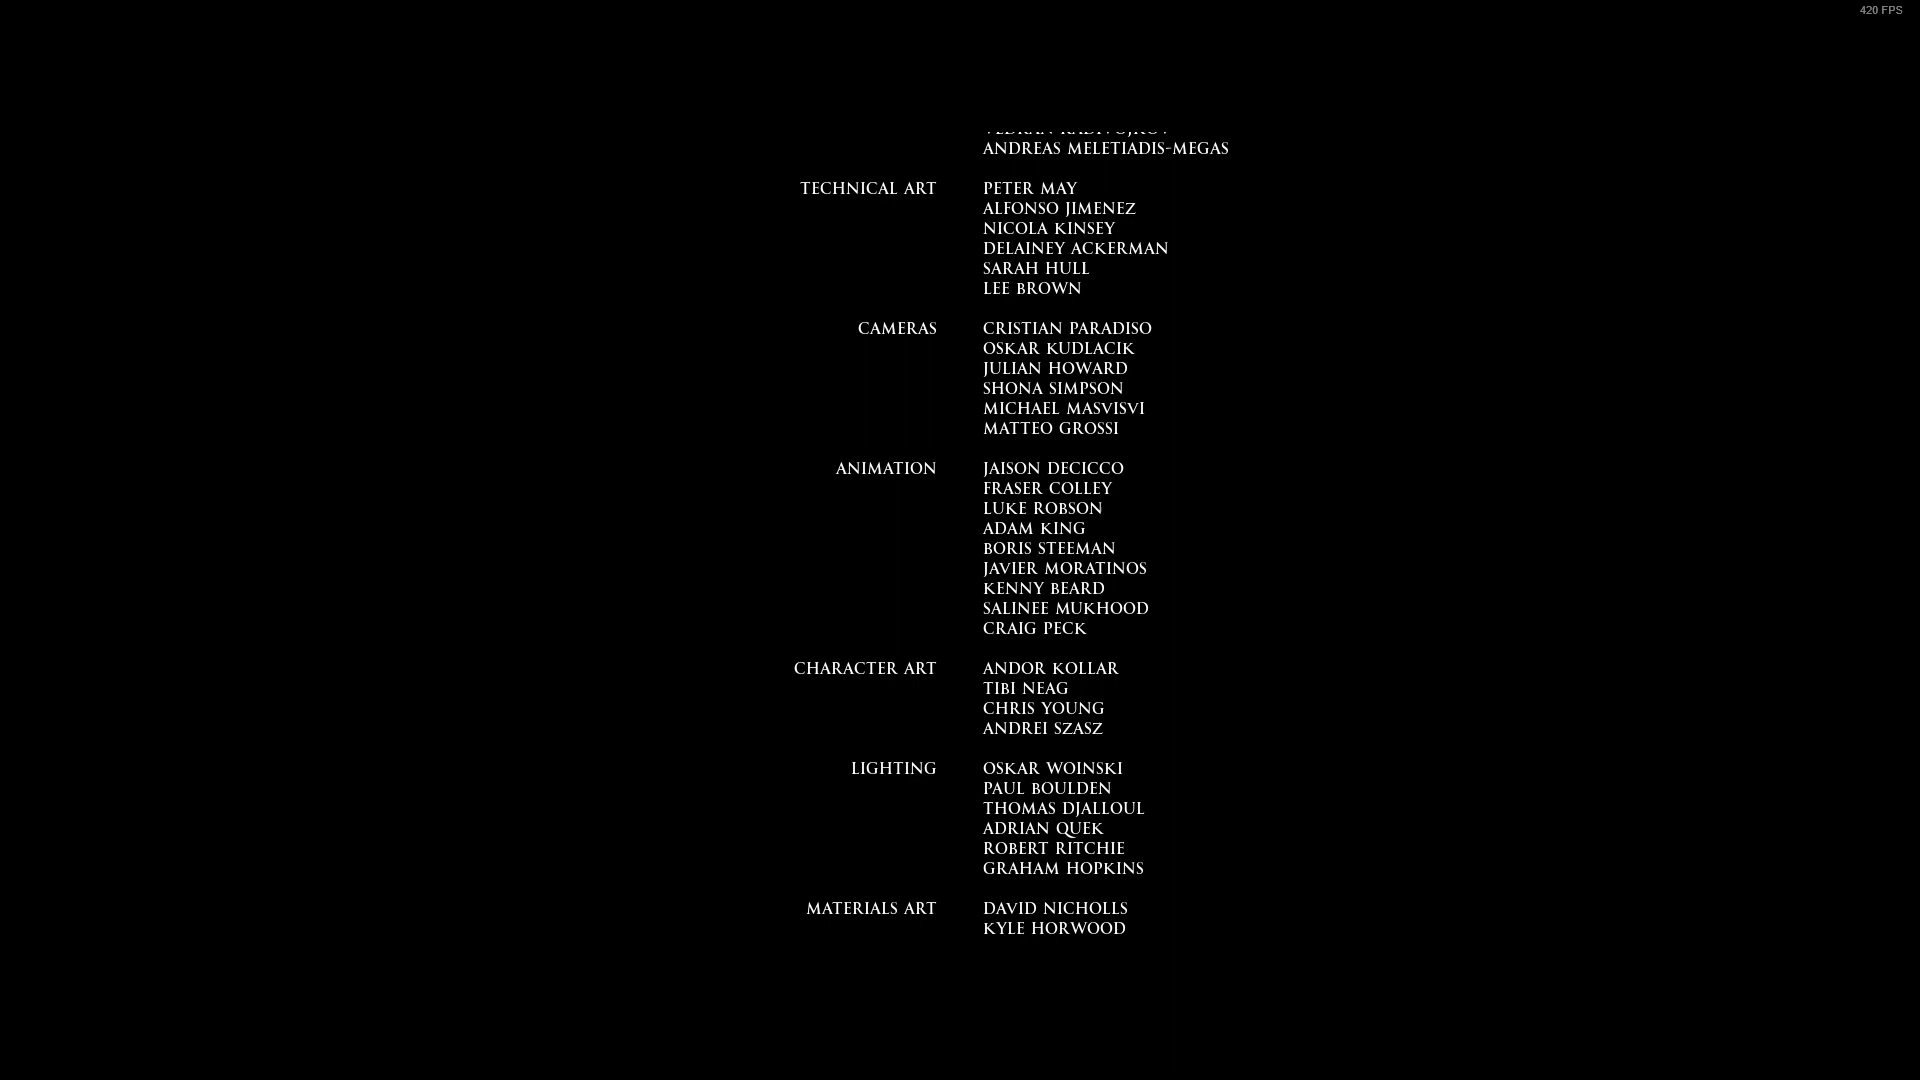 420 FPS
ANDREAS MELETIADIS-MEGAS
TECHNICAL ART PETER MAY
ALFONSO JIMENEZ
NICOLA KINSEY
DELAINEY ACKERMAN
SARAH HULL
LEE BROWN
CAMERAS CRISTIAN PARADISO
OSKAR KUDLACIK
JULIAN HOWARD
SHONA SIMPSON
MICHAEL MASVISVI
MATTEO GROSSI
ANIMATION JAISON DECICCO
FRASER COLLEY
LUKE ROBSON
ADAM KING
BORIS STEEMAN
JAVIER MORATINOS
KENNY BEARD
SALINEE MUKHOOD
CRAIG PECK
CHARACTER ART ANDOR KOLLAR
TIBI NEAG
CHRIS YOUNG
ANDREI SZASZ
LIGHTING OSKAR WOINSKI
PAUL BOULDEN
THOMAS DJALLOUL
ADRIAN QUEK
ROBERT RITCHIE
GRAHAM HOPKINS
MATERIALS ART DAVID NICHOLLS
KYLE HORWOOD